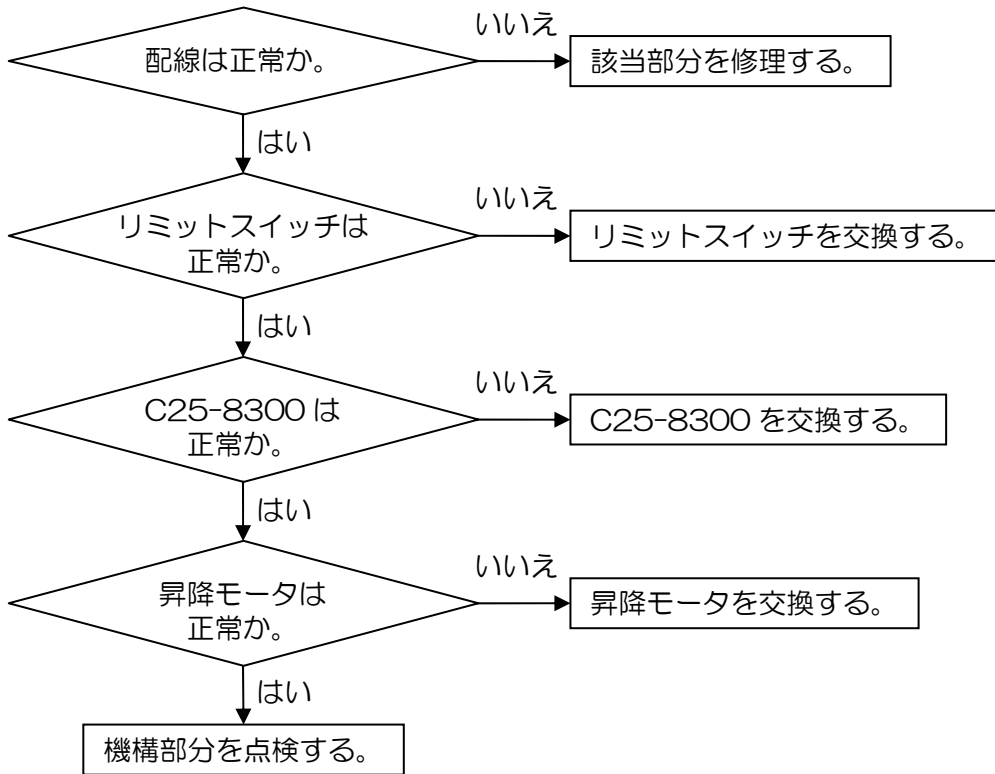 配線は正常か。
いいえ
該当部分を修理する。
はい
リミットスイッチは
正常か。
いいえ
リミットスイッチを交換する。
はい
C25-8300 は
正常か。
いいえ
C25-8300 を交換する。
はい
昇降モータは
正常か。
いいえ
昇降モータを交換する。
はい
機構部分を点検する。